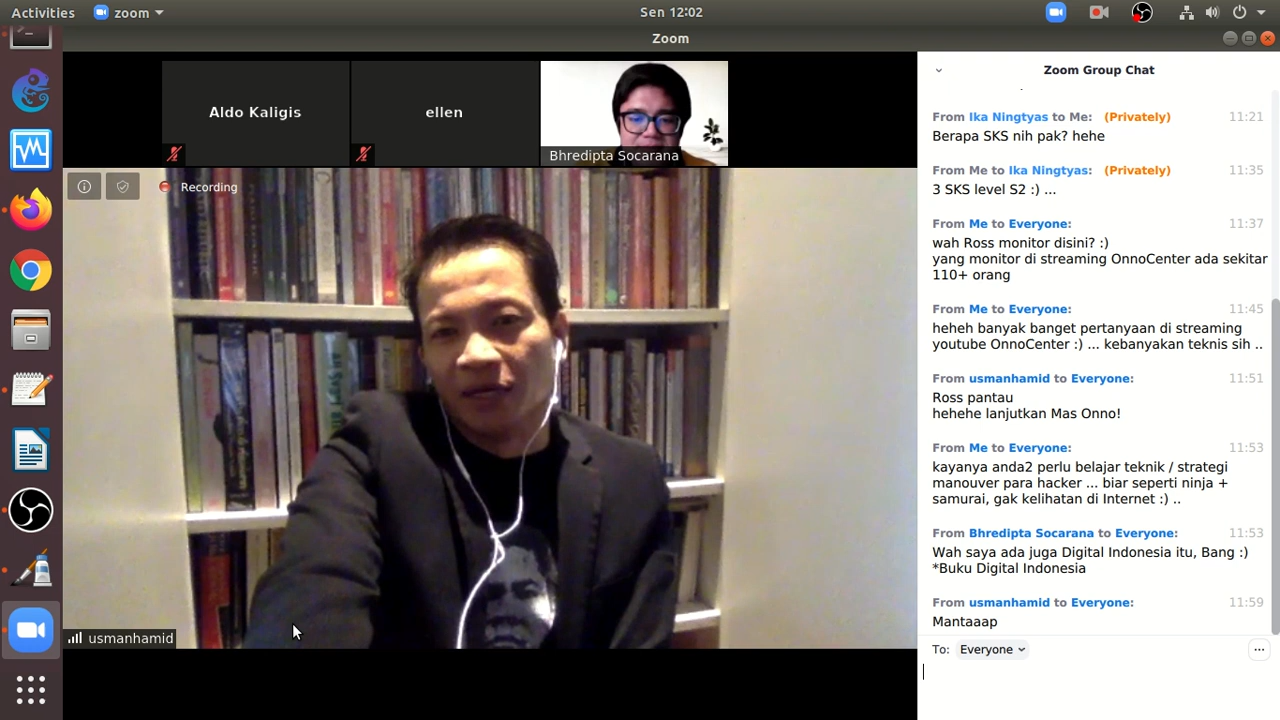 Activities
zoom
Sen 12:02
Zoom
Aldo Kaligis
ellen
Bhredipta Socarana
Recording
usmanhamid
Zoom Group Chat
From Ika Ningtyas to Me: (Privately) 11:21
Berapa SKS nih pak? hehe
From Me to Ika Ningtyas: (Privately) 11:35
3 SKS level S2 :) ...
From Me to Everyone: 11:37
wah Ross monitor disini? :)
yang monitor di streaming OnnoCenter ada sekitar
110+ orang
From Me to Everyone: 11:45
heheh banyak banget pertanyaan di streaming
youtube OnnoCenter :) ... kebanyakan teknis sih ..
From usmanhamid to Everyone: 11:51
Ross pantau
hehehe lanjutkan Mas Onno!
From Me to Everyone: 11:53
kayanya anda2 perlu belajar teknik / strategi
manouver para hacker ... biar seperti ninja +
samurai, gak kelihatan di Internet :) ..
From Bhredipta Socarana to Everyone: 11:53
Wah saya ada juga Digital Indonesia itu, Bang :)
*Buku Digital Indonesia
From usmanhamid to Everyone: 11:59
Mantaaap
To: Everyone